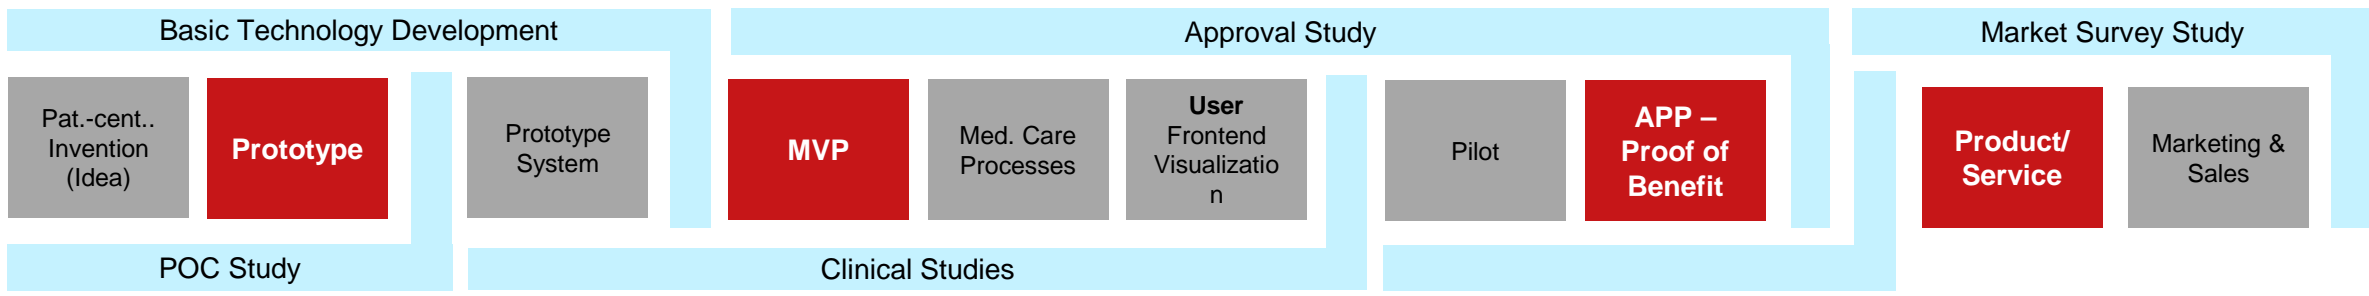 Basic Technology Development
Approval Study
Market Survey Study
Pat.-cent..
Invention
(Idea)
Prototype
Prototype
System
MVP
Med. Care
Processes
User
Frontend
Visualizatio
n
Pilot
APP –
Proof of
Benefit
Product/
Service
Marketing &
Sales
POC Study
Clinical Studies